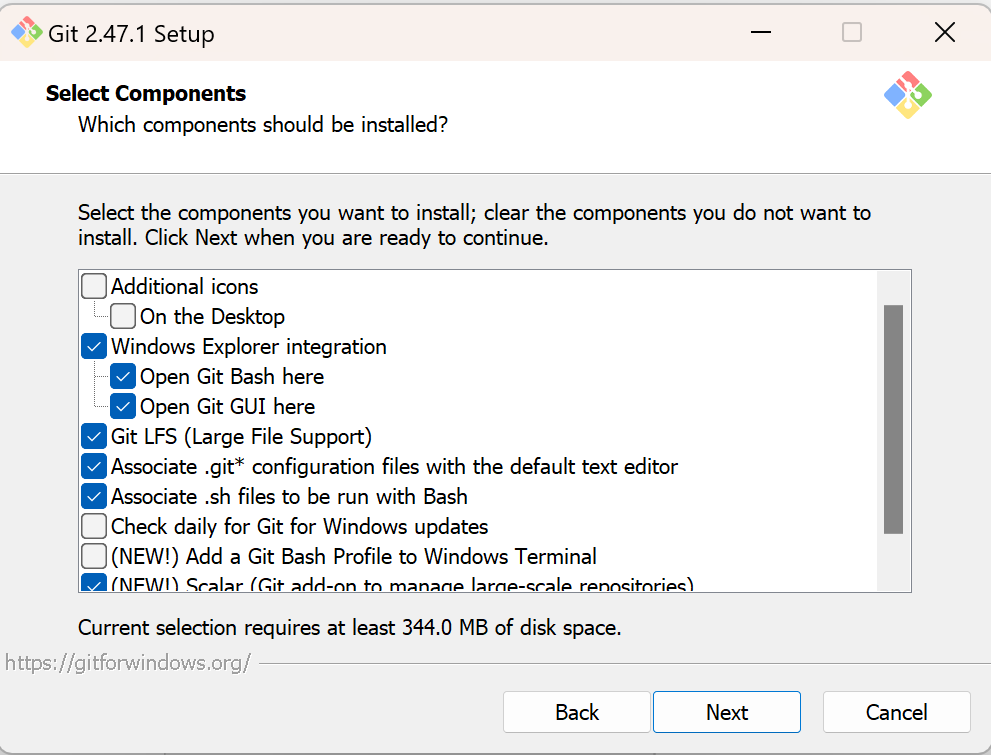 Git 2.47.1 Setup
Select Components
Which components should be installed?
Select the components you want to install; clear the components you do not want to
install. Click Next when you are ready to continue.
Additional icons
On the Desktop
Windows Explorer integration
Open Git Bash here
Open Git GUI here
Git LFS (Large File Support)
Associate .git* configuration files with the default text editor
Associate .sh files to be run with Bash
Check daily for Git for Windows updates
(NEW!) Add a Git Bash Profile to Windows Terminal
(NEW!) Scalar (Git add-on to manage large-scale repositories)
Current selection requires at least 344.0 MB of disk space.
https://gitforwindows.org/
Back
Next
Cancel